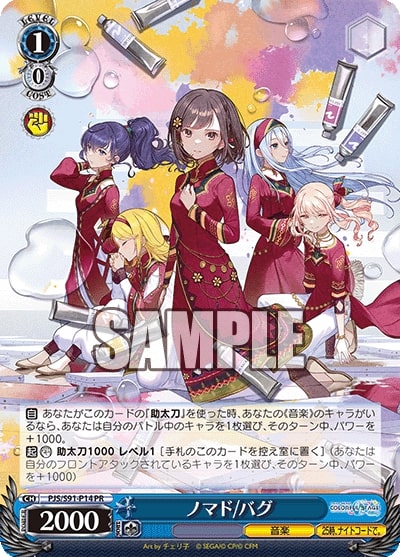 LEVEL
1
0
COST
SAMPLE
自 あなたがこのカードの「助太刀」を使った時、あなたの《音楽》のキャラがい
るなら、あなたは自分のバトル中のキャラを1枚選び、そのターン中、パワーを
+1000。
起 助太刀1000 レベル1 [手札のこのカードを控え室に置く] (あなたは
自分のフロントアタックされているキャラを1枚選び、そのターン中、パワーを
+1000)
CH PJS/S91-P14 PR
ノマド/バグ
COLORFUL STAGE!
POWER
2000
音楽
25時、ナイトコードで。
Art by チェリ子 © SEGA/© CP/© CFM